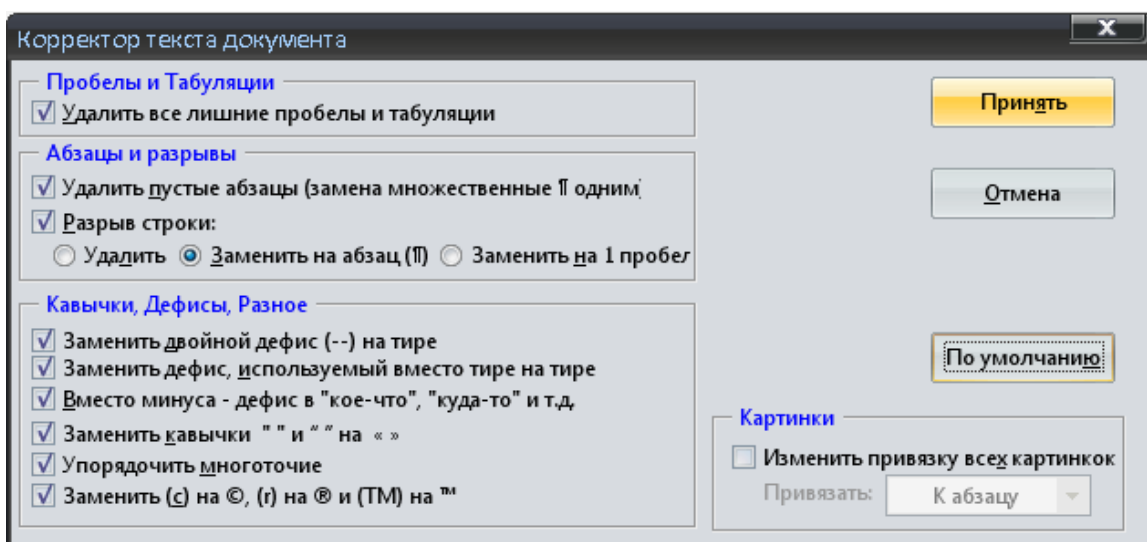 Корректор текста документа
x
Пробелы и Табуляции
Удалить все лишние пробелы и табуляции
Принять
Абзацы и разрывы
Удалить пустые абзацы (замена множественные ¶ одним)
Отмена
Разрыв строки:
Удалить Заменить на абзац (¶) Заменить на 1 пробел
Кавычки, Дефисы, Разное
Заменить двойной дефис (--) на тире
Заменить дефис, используемый вместо тире на тире
По умолчанию
Вместо минуса - дефис в "кое-что", "куда-то" и т.д.
Заменить кавычки " " и “ ” на « »
Упорядочить многоточие
Заменить (c) на ©, (r) на ® и (TM) на ™
Картинки
Изменить привязку всех картинкок
Привязать: К абзацу